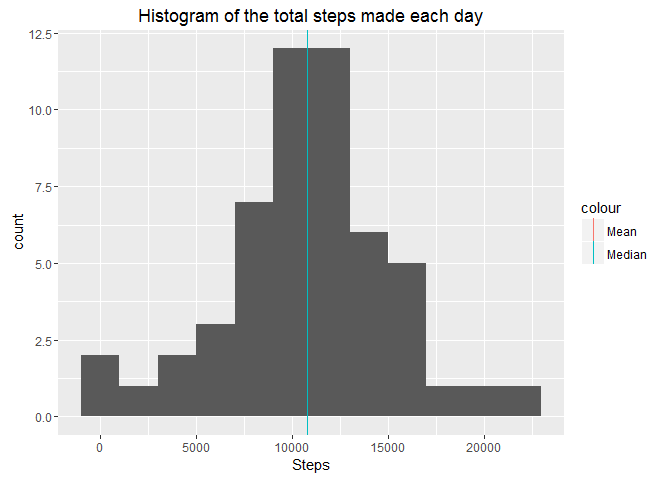 Histogram of the total steps made each day
12.5
10.0
7.5
5.0
2.5
0.0
count
0 5000 10000 15000 20000
Steps
colour
Mean
Median